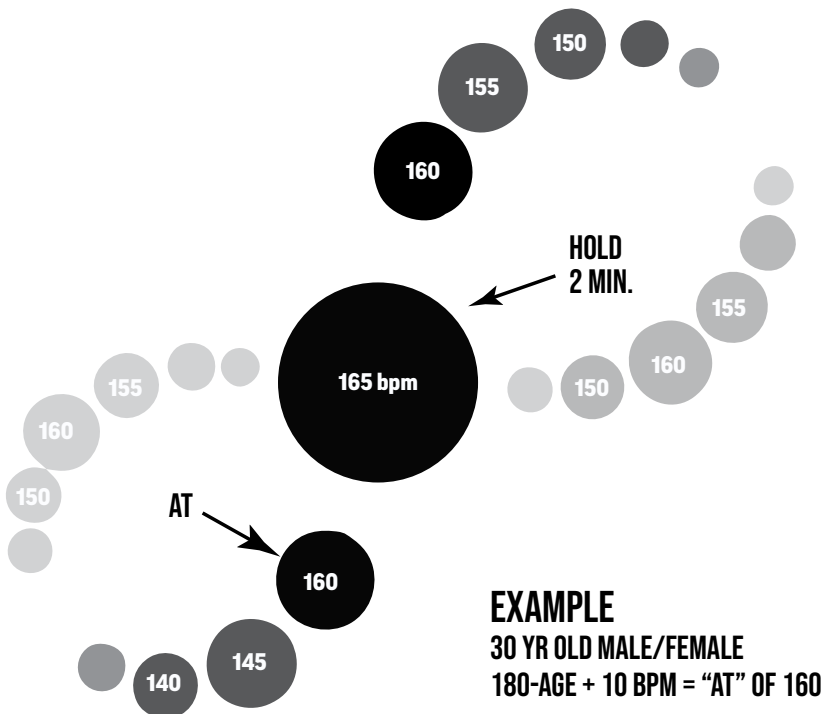 150
155
160
HOLD
2 MIN.
155
160
150
165 bpm
155
160
150
AT
160
145
140
EXAMPLE
30 YR OLD MALE/FEMALE
180-AGE + 10 BPM = “AT” OF 160